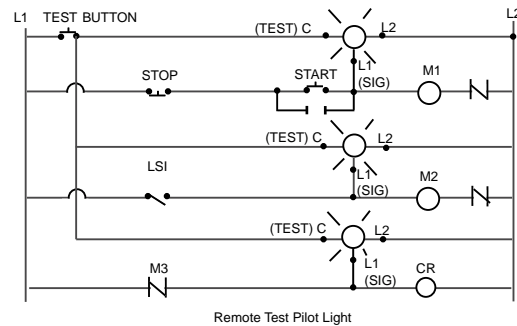 L1 TEST BUTTON L2
(TEST) C L2
STOP START L1 M1
(SIG)
(TEST) C L2
LSI L1 M2
(SIG)
(TEST) C L2
M3 L1 CR
(SIG)
Remote Test Pilot Light